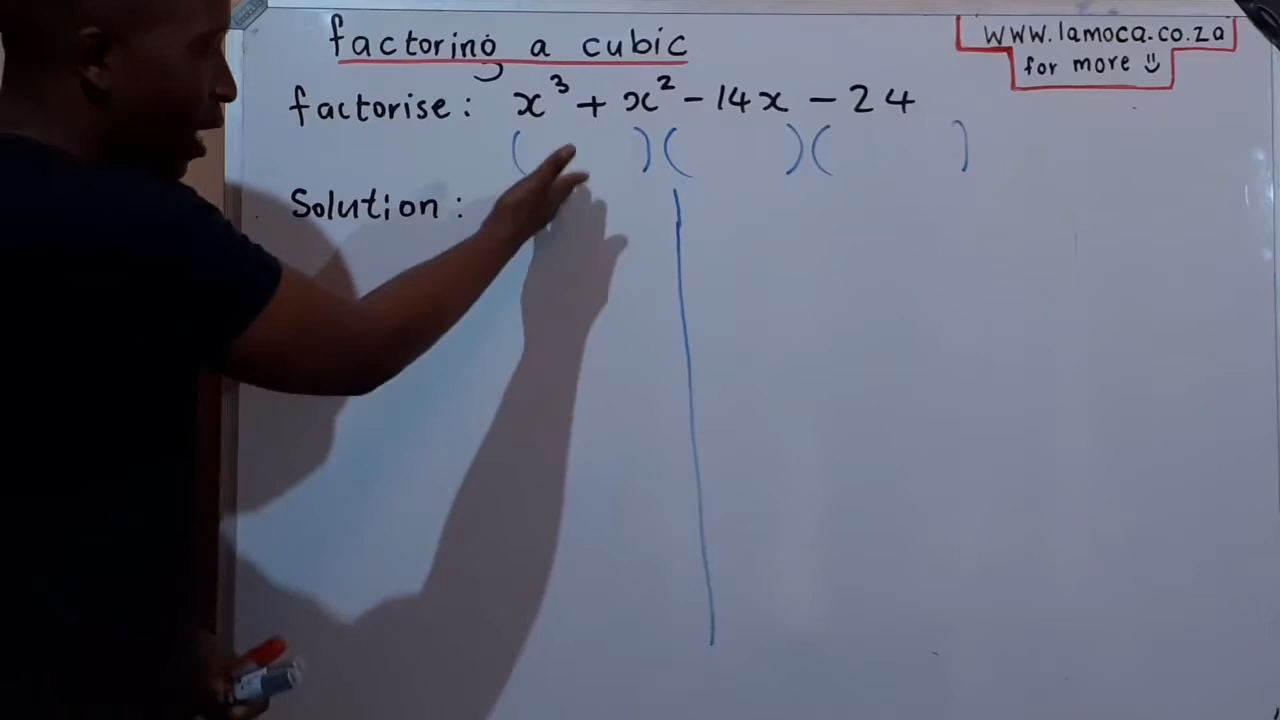 factoring a cubic
www.lamoca.co.za
for more
factorise: x³ + x² - 14x - 24
( )( )( )
Solution: